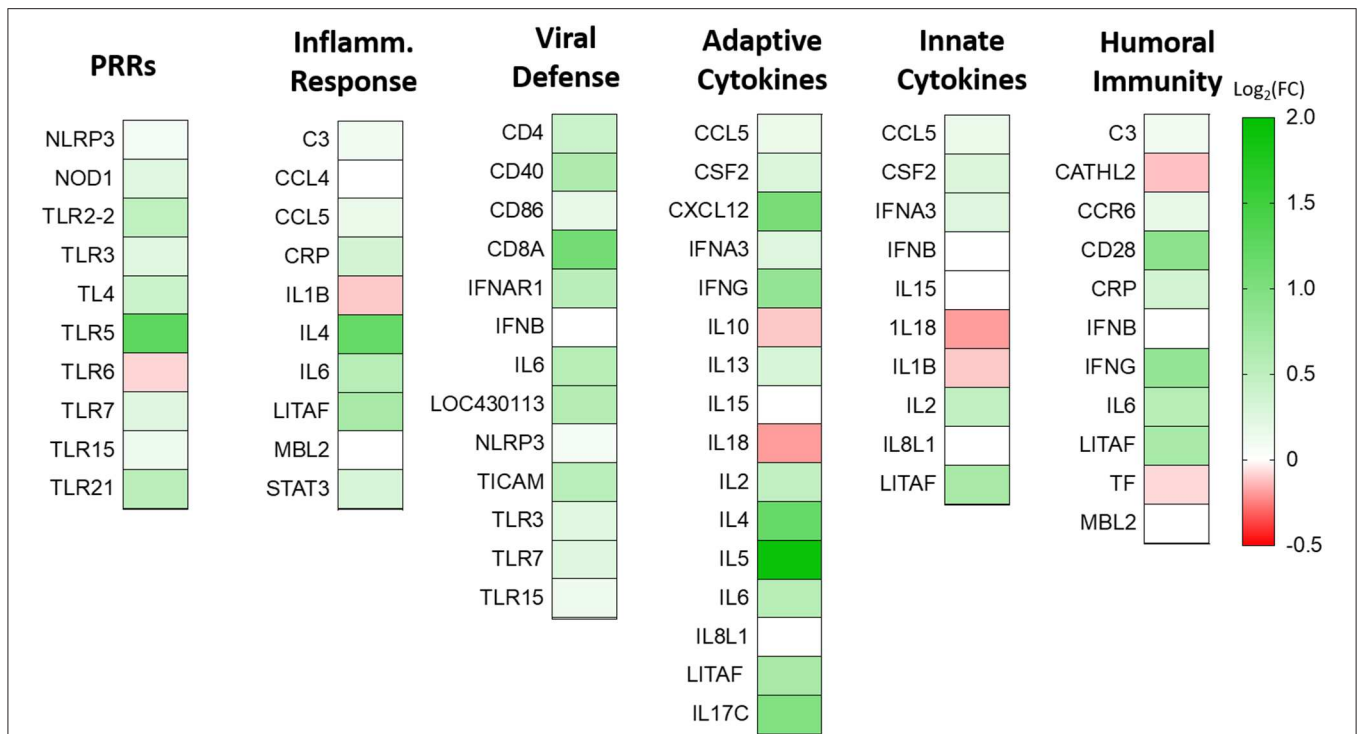 PRRs
NLRP3
NOD1
TLR2-2
TLR3
TL4
TLR5
TLR6
TLR7
TLR15
TLR21
Inflamm.
Response
C3
CCL4
CCL5
CRP
IL1B
IL4
IL6
LITAF
MBL2
STAT3
Viral
Defense
CD4
CD40
CD86
CD8A
IFNAR1
IFNB
IL6
LOC430113
NLRP3
TICAM
TLR3
TLR7
TLR15
Adaptive
Cytokines
CCL5
CSF2
CXCL12
IFNA3
IFNG
IL10
IL13
IL15
IL18
IL2
IL4
IL5
IL6
IL8L1
LITAF
IL17C
Innate
Cytokines
CCL5
CSF2
IFNA3
IFNB
IL15
1L18
IL1B
IL2
IL8L1
LITAF
Humoral
Immunity
C3
CATHL2
CCR6
CD28
CRP
IFNB
IFNG
IL6
LITAF
TF
MBL2
Log₂(FC)
2.0
1.5
1.0
0.5
0
-0.5